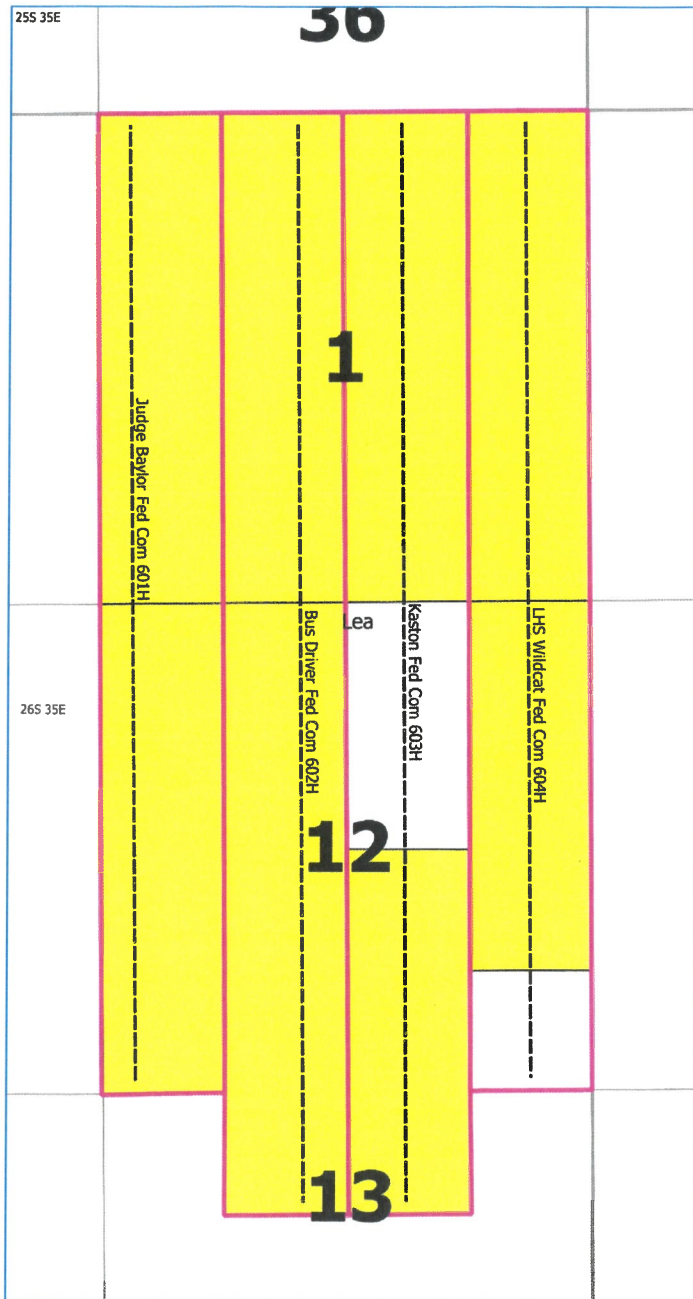 25S 35E
36
1
Judge Baylor Fed Com 601H
Bus Driver Fed Com 602H
Lea
Kaston Fed Com 603H
LHS Wildcat Fed Com 604H
26S 35E
12
13